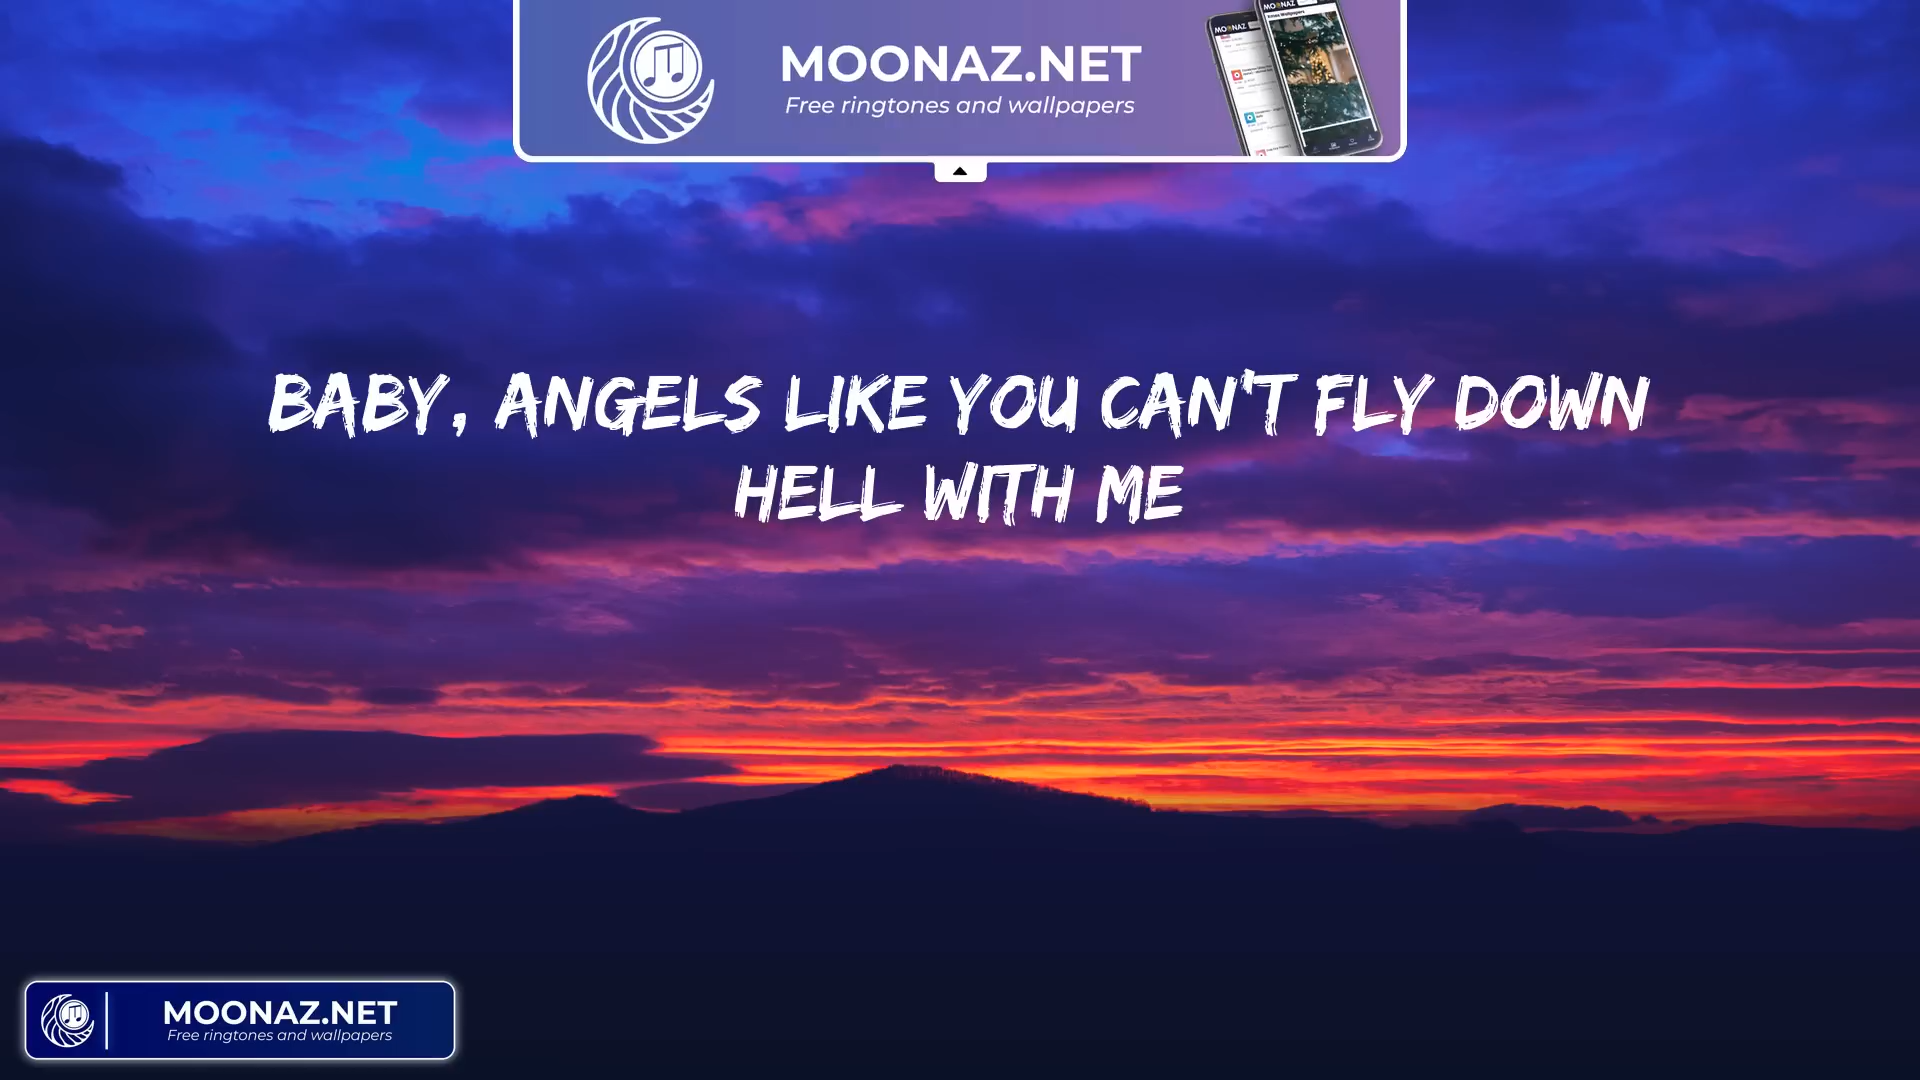 MOONAZ.NET
Free ringtones and wallpapers
BABY, ANGELS LIKE YOU CAN'T FLY DOWN
HELL WITH ME
MOONAZ.NET
Free ringtones and wallpapers